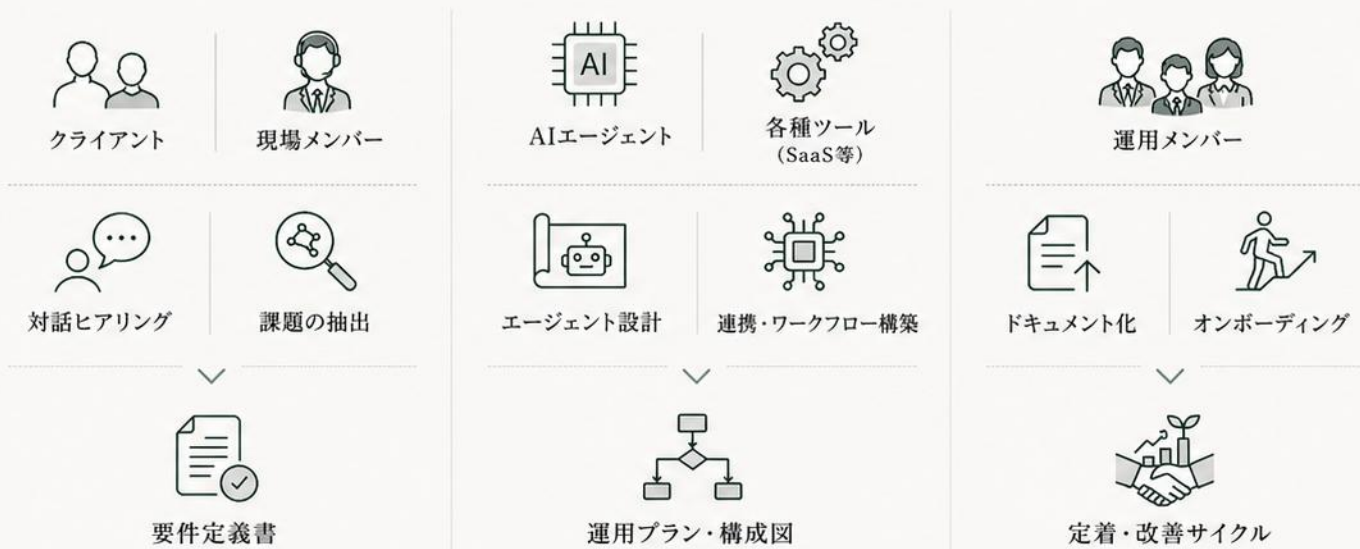 クライアント
現場メンバー
AI
AIエージェント
各種ツール
（SaaS等）
運用メンバー
対話ヒアリング
課題の抽出
エージェント設計
連携・ワークフロー構築
ドキュメント化
オンボーディング
要件定義書
運用プラン・構成図
定着・改善サイクル